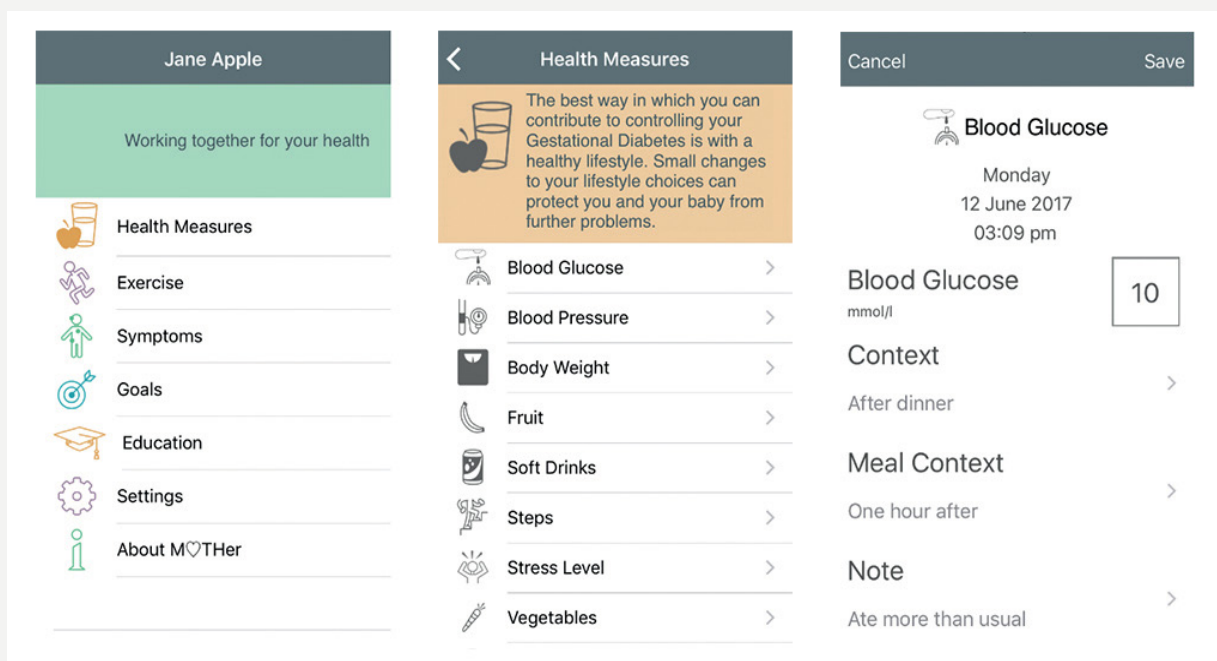 Jane Apple
Working together for your health
Health Measures
Exercise
Symptoms
Goals
Education
Settings
About M♡THer
Health Measures
The best way in which you can
contribute to controlling your
Gestational Diabetes is with a
healthy lifestyle. Small changes
to your lifestyle choices can
protect you and your baby from
further problems.
Blood Glucose
Blood Pressure
Body Weight
Fruit
Soft Drinks
Steps
Stress Level
Vegetables
Cancel Save
Blood Glucose
Monday
12 June 2017
03:09 pm
Blood Glucose 10
mmol/l
Context
After dinner
Meal Context
One hour after
Note
Ate more than usual